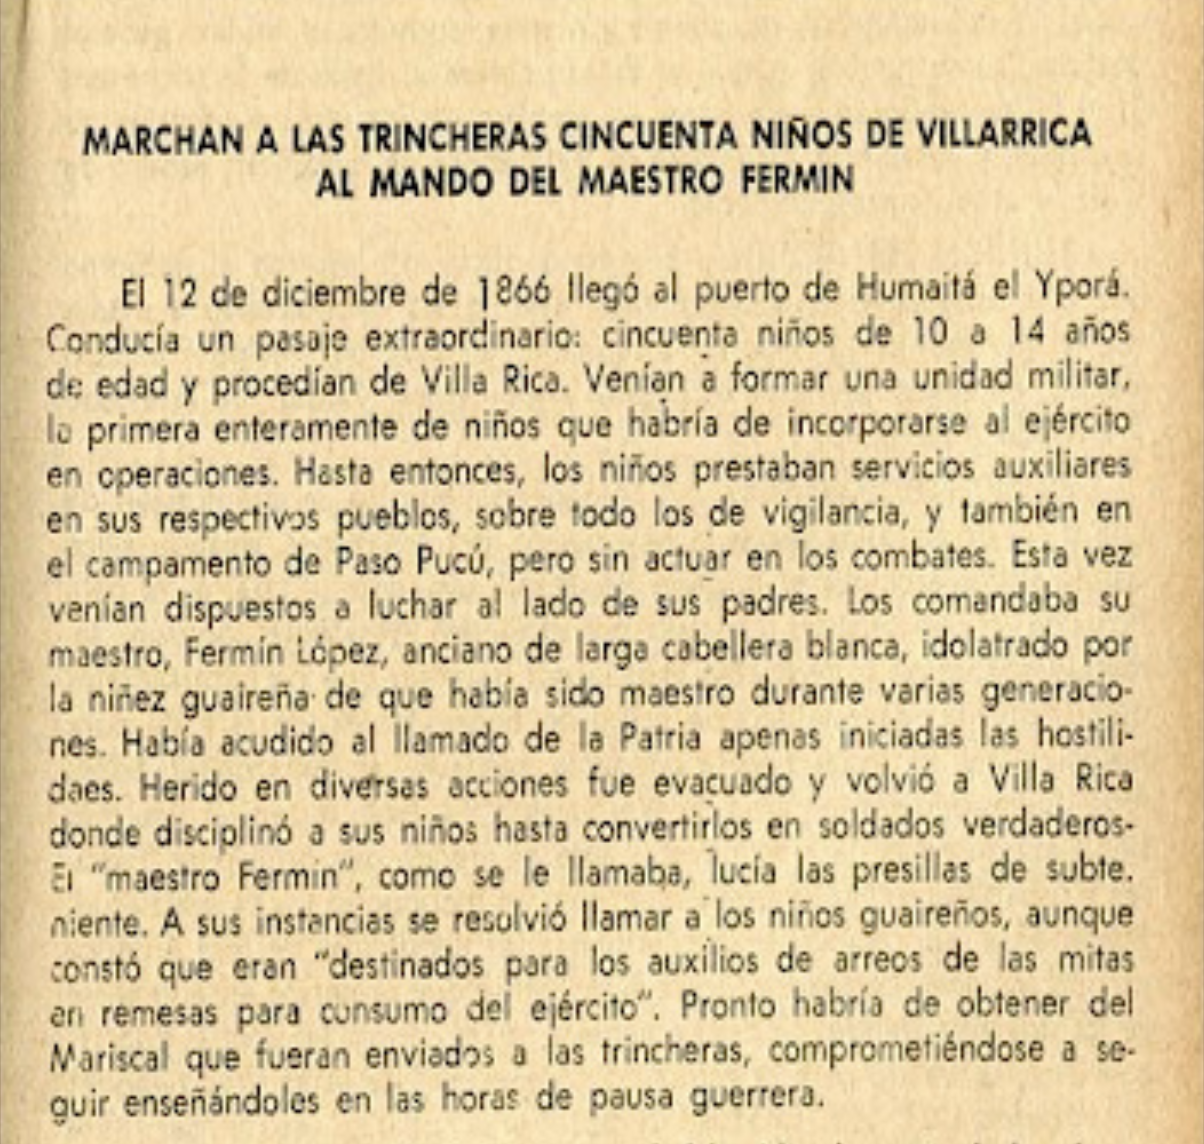 MARCHAN A LAS TRINCHERAS CINCUENTA NIÑOS DE VILLARRICA
AL MANDO DEL MAESTRO FERMIN
El 12 de diciembre de 1866 llegó al puerto de Humaitá el Yporá.
Conducía un pasaje extraordinario: cincuenta niños de 10 a 14 años
de edad y procedían de Villa Rica. Venían a formar una unidad militar,
la primera enteramente de niños que habría de incorporarse al ejército
en operaciones. Hasta entonces, los niños prestaban servicios auxiliares
en sus respectivos pueblos, sobre todo los de vigilancia, y también en
el campamento de Paso Pucú, pero sin actuar en los combates. Esta vez
venían dispuestos a luchar al lado de sus padres. Los comandaba su
maestro, Fermín López, anciano de larga cabellera blanca, idolatrado por
la niñez guaireña de que había sido maestro durante varias generacio-
nes. Había acudido al llamado de la Patria apenas iniciadas las hostili-
daes. Herido en diversas acciones fue evacuado y volvió a Villa Rica
donde disciplinó a sus niños hasta convertirlos en soldados verdaderos-
El "maestro Fermin", como se le llamaba, lucía las presillas de subte.
niente. A sus instancias se resolvió llamar a los niños guaireños, aunque
constó que eran "destinados para los auxilios de arreos de las mitas
en remesas para consumo del ejército". Pronto habría de obtener del
Mariscal que fueran enviados a las trincheras, comprometiéndose a se-
guir enseñándoles en las horas de pausa guerrera.